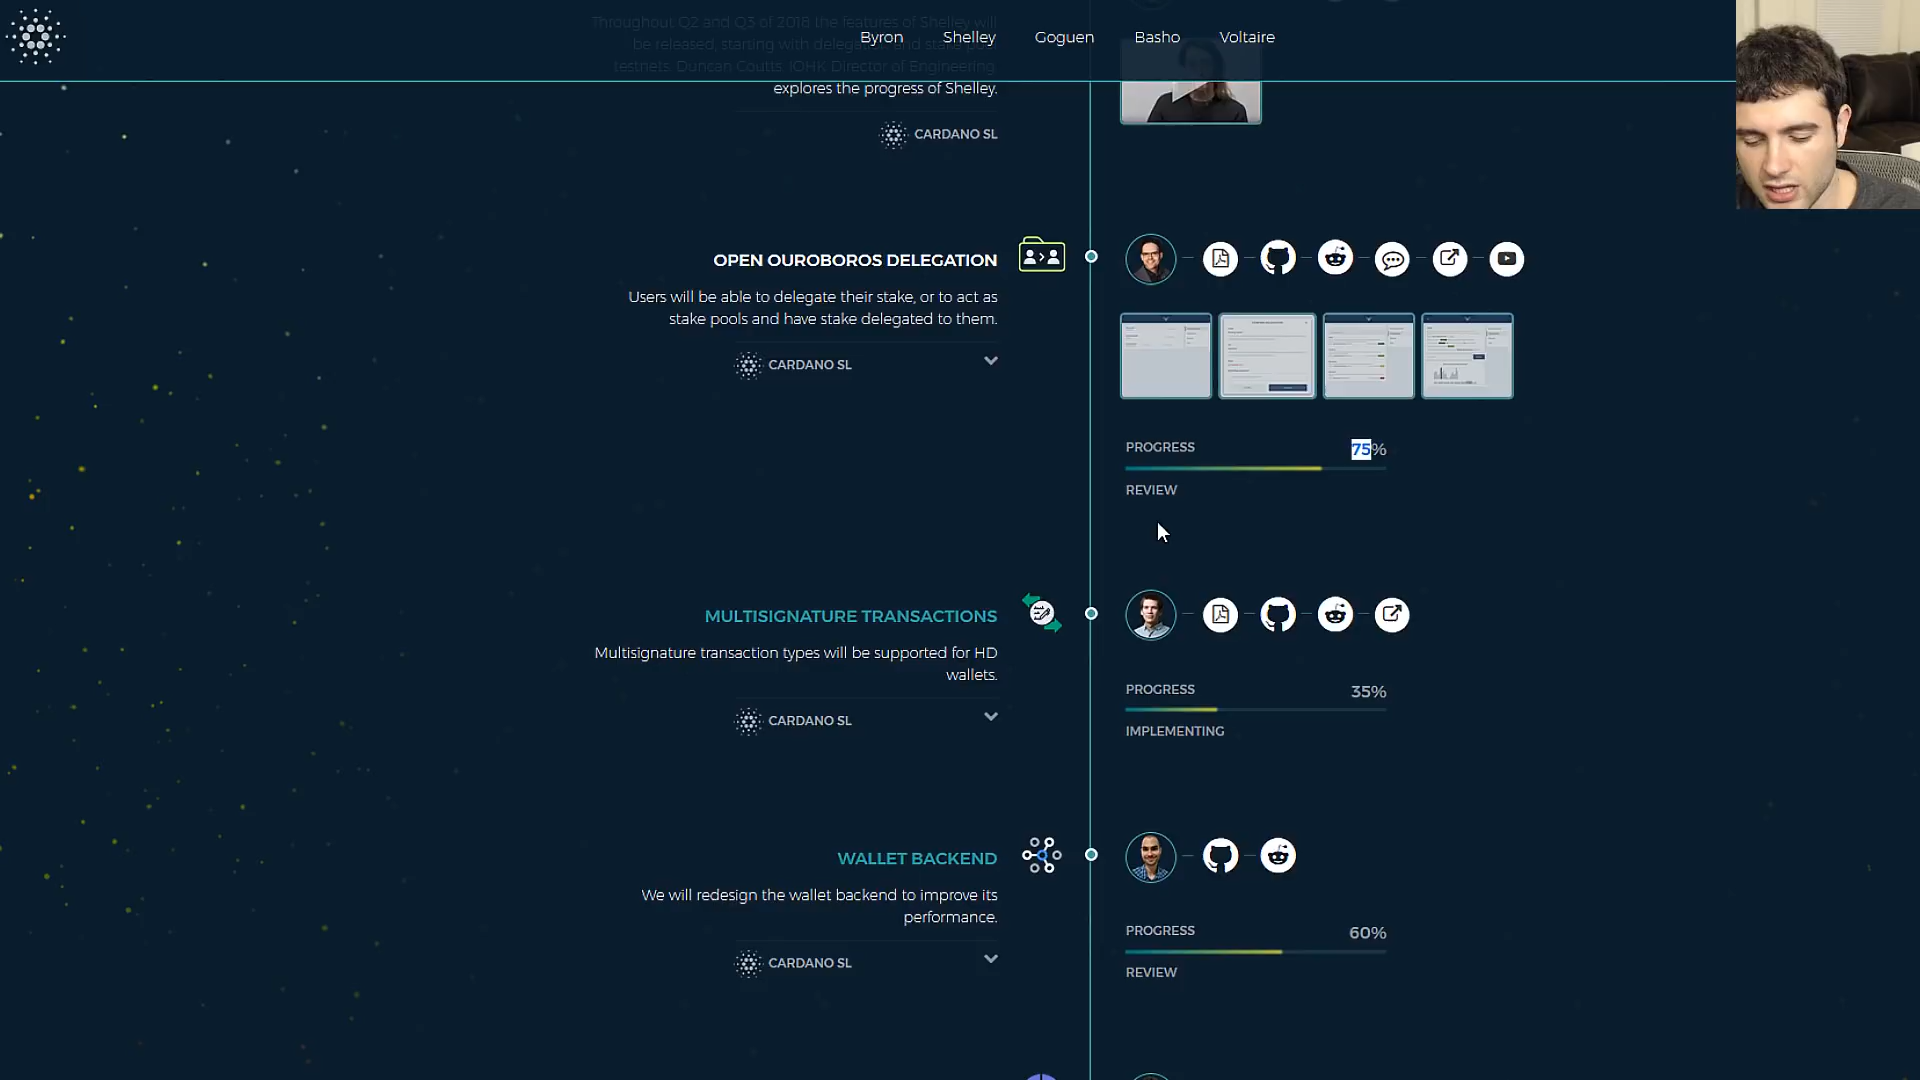 Byron Shelley Goguen Basho Voltaire
Throughout Q2 and Q3 of 2018 the features of Shelley will
be released, starting with delegation and stake pool
testnets. Duncan Coutts, IOHK Director of Engineering,
explores the progress of Shelley.
CARDANO SL
OPEN OUROBOROS DELEGATION
Users will be able to delegate their stake, or to act as
stake pools and have stake delegated to them.
CARDANO SL
PROGRESS 75%
REVIEW
MULTISIGNATURE TRANSACTIONS
Multisignature transaction types will be supported for HD
wallets.
CARDANO SL
PROGRESS 35%
IMPLEMENTING
WALLET BACKEND
We will redesign the wallet backend to improve its
performance.
CARDANO SL
PROGRESS 60%
REVIEW